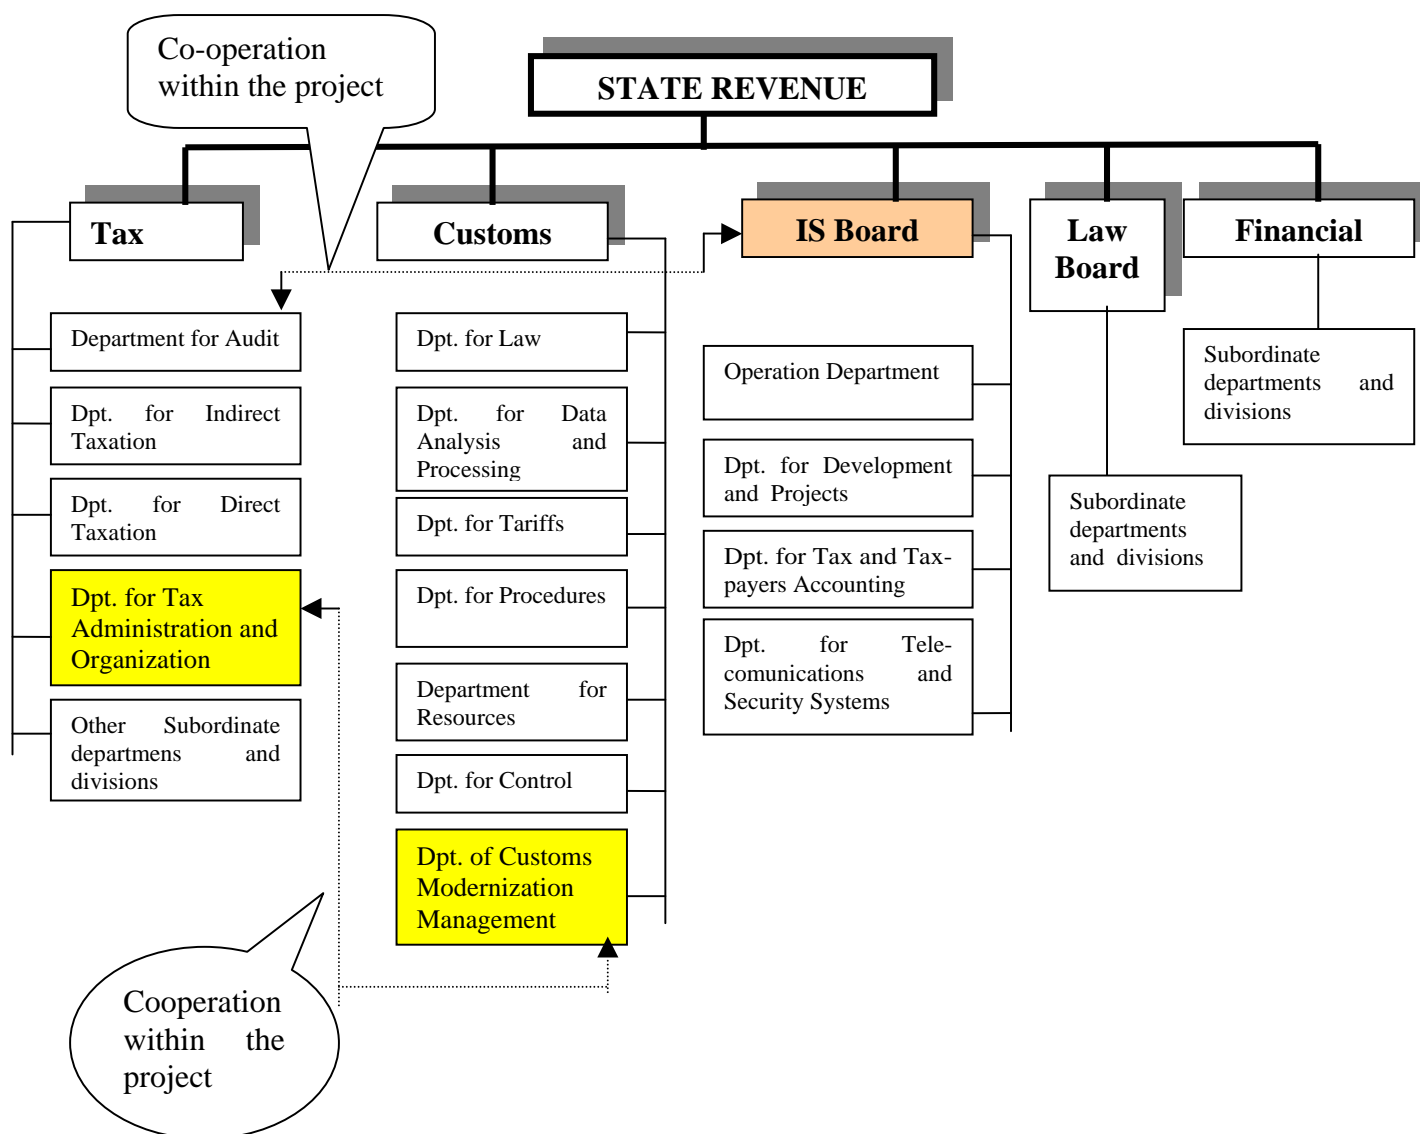 Co-operation
within the project
STATE REVENUE
Tax
Customs
IS Board
Law
Board
Financial
Department for Audit
Dpt. for Indirect
Taxation
Dpt. for Direct
Taxation
Dpt. for Tax
Administration and
Organization
Other Subordinate
departmens and
divisions
Dpt. for Law
Dpt. for Data
Analysis and
Processing
Dpt. for Tariffs
Dpt. for Procedures
Department for
Resources
Dpt. for Control
Dpt. of Customs
Modernization
Management
Operation Department
Dpt. for Development
and Projects
Dpt. for Tax and Tax-
payers Accounting
Dpt. for Tele-
comunications and
Security Systems
Subordinate
departments
and divisions
Subordinate
departments and
divisions
Cooperation
within the
project